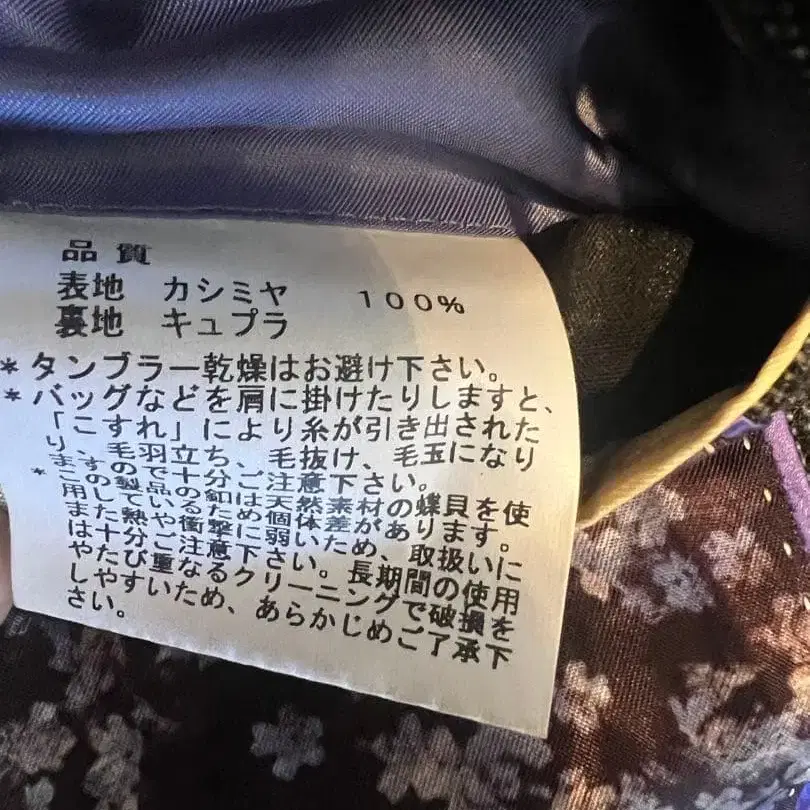 品質
表地 カシミヤ 100%
裏地 キュプラ
*タンブラー乾燥はお避け下さい。
*バッグなどを肩に掛けたりしますと、
「こすれ」により糸が引き出された
り、毛羽立ち、毛抜け、毛玉になり
ますので十分ご注意下さい。
*この製品の釦は天然素材の蝶貝を使
用しているため個体差があります。
また熱や衝撃に弱いため、取扱いに
は十分ご注意下さい。長期間の使用
やたび重なるクリーニングで破損を
しやすいため、あらかじめご了承下
さい。